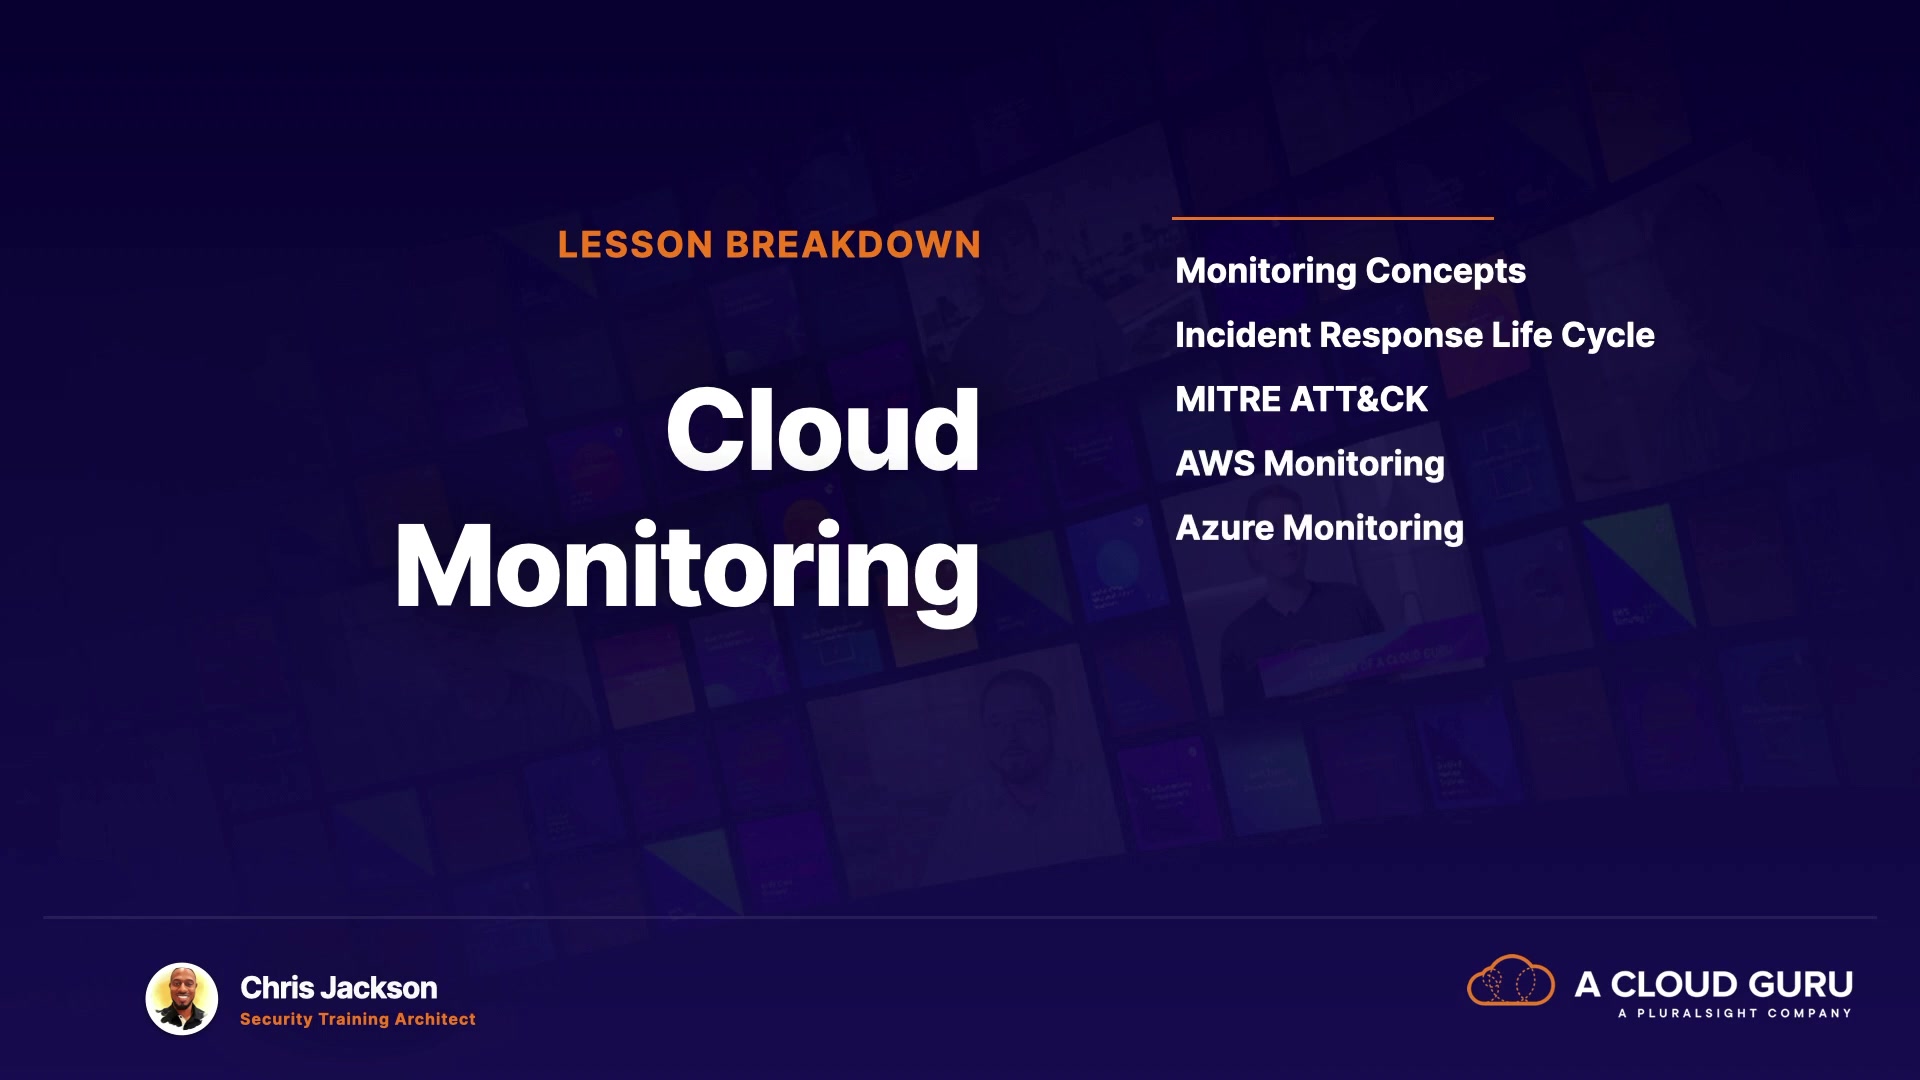 LESSON BREAKDOWN
Cloud
Monitoring
Monitoring Concepts
Incident Response Life Cycle
MITRE ATT&CK
AWS Monitoring
Azure Monitoring
Chris Jackson
Security Training Architect
A CLOUD GURU
A PLURALSIGHT COMPANY